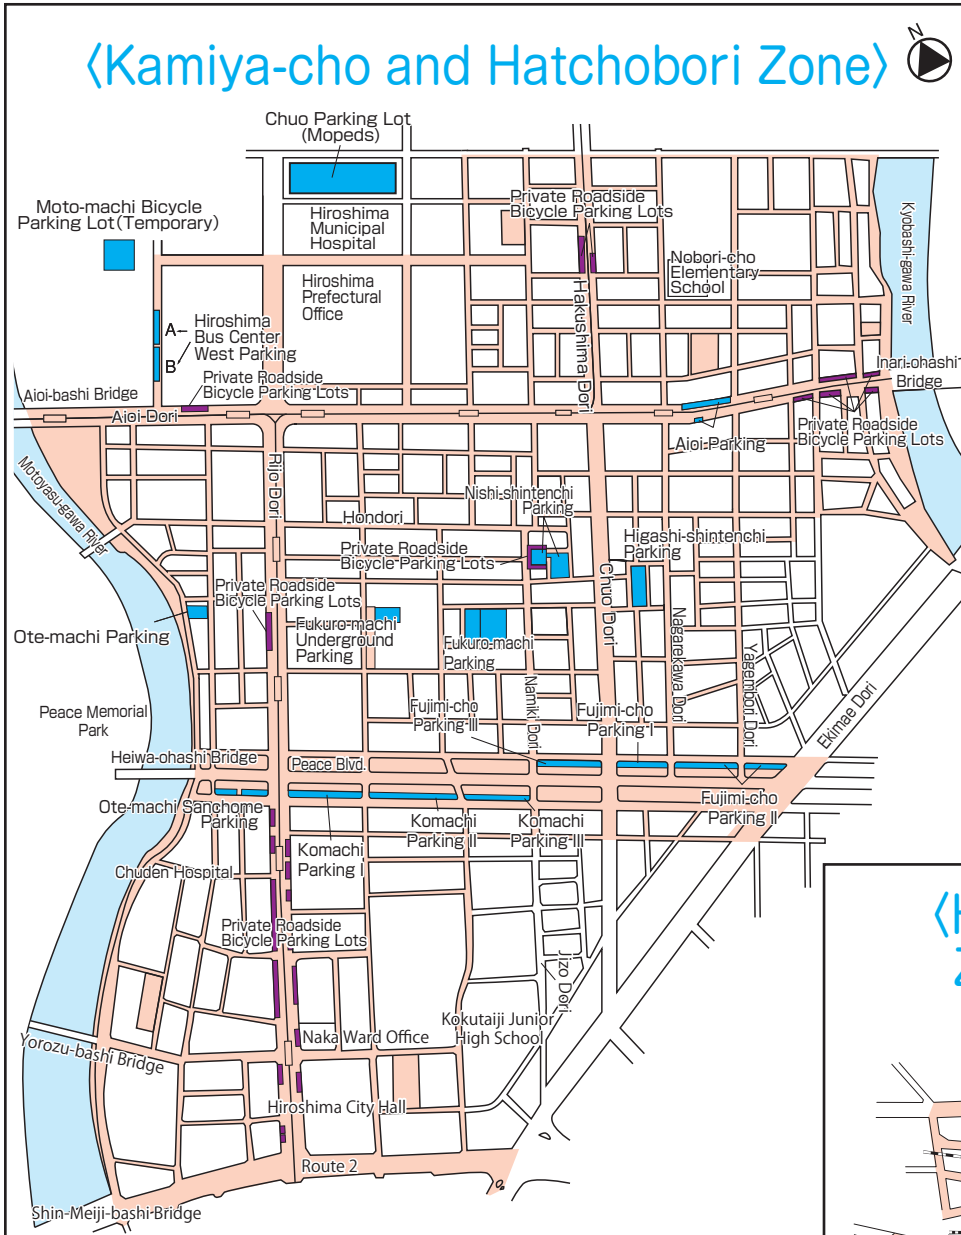 N
〈Kamiya-cho and Hatchobori Zone〉
Chuo Parking Lot
(Mopeds)
Moto-machi Bicycle
Parking Lot(Temporary)
Hiroshima
Municipal
Hospital
Private Roadside
Bicycle Parking Lots
Kyobashi-gawa River
Nobori-cho
Elementary
School
Hiroshima
Prefectural
Office
Hakushima Dori
A
B
Hiroshima
Bus Center
West Parking
Inari-ohashi
Bridge
Private Roadside
Bicycle Parking Lots
Aioi-bashi Bridge
Aioi Dori
Private Roadside
Bicycle Parking Lots
Aioi Parking
Motoyasu-gawa River
Rijo Dori
Nishi-shintenchi
Parking
Hondori
Higashi-shintenchi
Parking
Private Roadside
Bicycle Parking Lots
Chuo Dori
Private Roadside
Bicycle Parking Lots
Ote-machi Parking
Fukuro-machi
Underground
Parking
Fukuro-machi
Parking
Nagarekawa Dori
Yagembori Dori
Namiki Dori
Ekimae Dori
Peace Memorial
Park
Fujimi-cho
Parking III
Fujimi-cho
Parking I
Heiwa-ohashi Bridge
Peace Blvd.
Ote-machi Sanchome
Parking
Fujimi-cho
Parking II
Komachi
Parking I
Komachi
Parking II
Komachi
Parking III
Chuden Hospital
Private Roadside
Bicycle Parking Lots
Jizo Dori
Kokutaiji Junior
High School
Naka Ward Office
Yorozu-bashi Bridge
Hiroshima City Hall
Route 2
Shin-Meiji-bashi Bridge